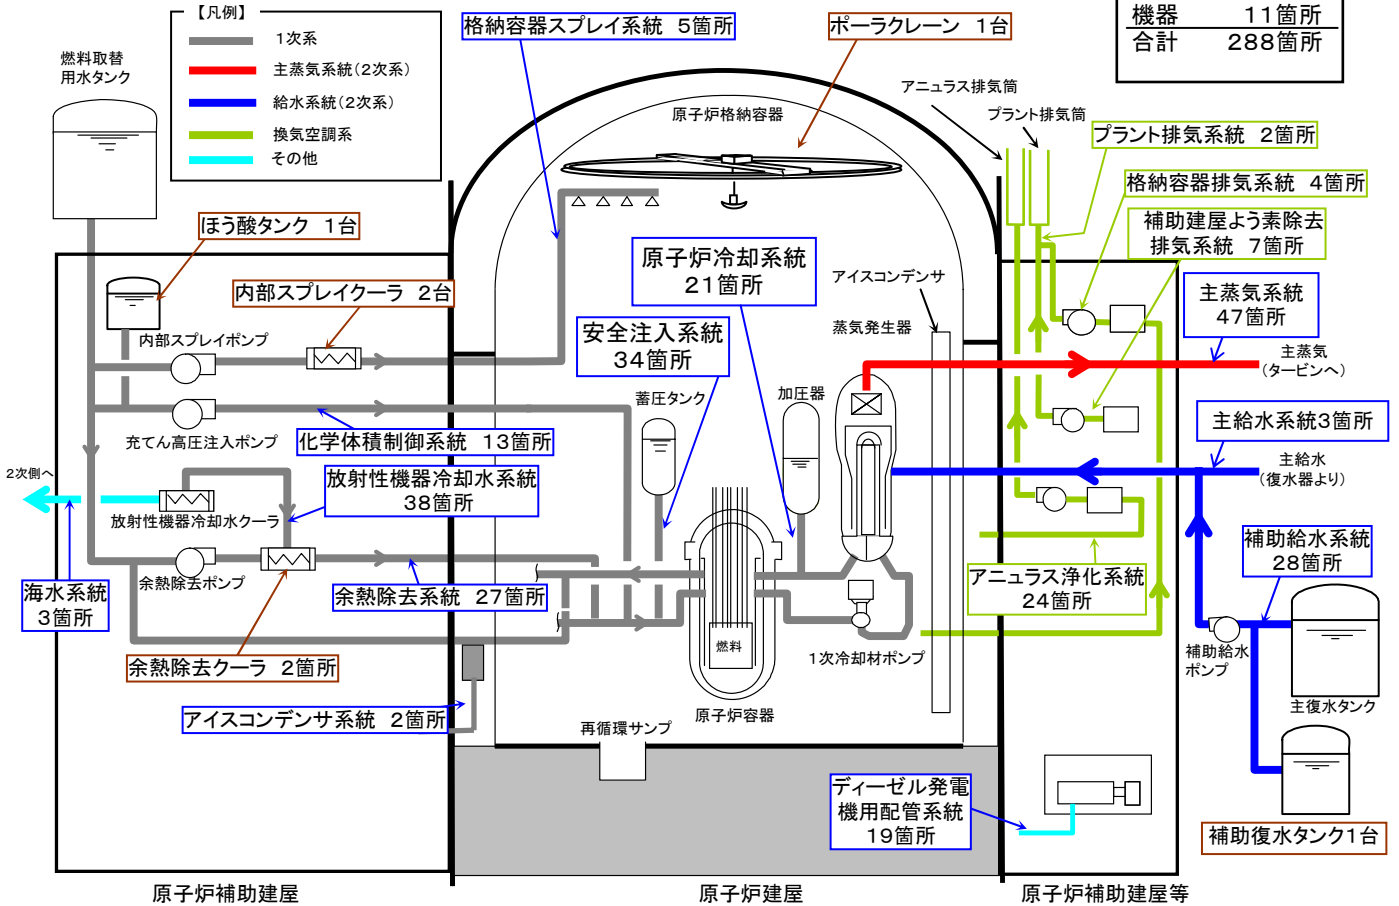 【凡例】
1次系
主蒸気系統(2次系)
給水系統(2次系)
換気空調系
その他
燃料取替
用水タンク
格納容器スプレイ系統 5箇所
ポーラクレーン 1台
機器 11箇所
合計 288箇所
アニュラス排気筒
プラント排気筒
原子炉格納容器
プラント排気系統 2箇所
格納容器排気系統 4箇所
補助建屋よう素除去
排気系統 7箇所
ほう酸タンク 1台
原子炉冷却系統
21箇所
アイスコンデンサ
主蒸気系統
47箇所
内部スプレイクーラ 2台
安全注入系統
34箇所
蒸気発生器
内部スプレイポンプ
主蒸気
(タービンへ)
蓄圧タンク
加圧器
主給水系統3箇所
充てん高圧注入ポンプ
化学体積制御系統 13箇所
主給水
(復水器より)
2次側へ
放射性機器冷却水系統
38箇所
放射性機器冷却水クーラ
補助給水系統
28箇所
海水系統
3箇所
余熱除去ポンプ
余熱除去系統 27箇所
アニュラス浄化系統
24箇所
燃料
1次冷却材ポンプ
補助給水
ポンプ
余熱除去クーラ 2箇所
主復水タンク
アイスコンデンサ系統 2箇所
原子炉容器
再循環サンプ
ディーゼル発電
機用配管系統
19箇所
補助復水タンク1台
原子炉補助建屋
原子炉建屋
原子炉補助建屋等